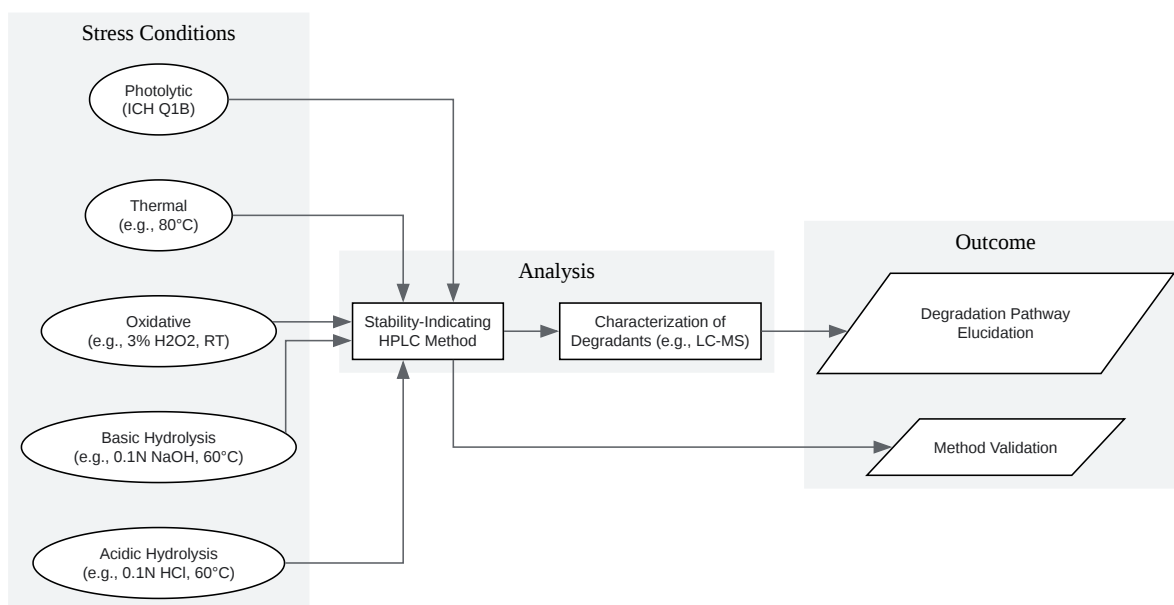 Stress Conditions
Photolytic
(ICH Q1B)
Thermal
(e.g., 80°C)
Oxidative
(e.g., 3% H2O2, RT)
Basic Hydrolysis
(e.g., 0.1N NaOH, 60°C)
Acidic Hydrolysis
(e.g., 0.1N HCl, 60°C)
Analysis
Stability-Indicating
HPLC Method
Characterization of
Degradants (e.g., LC-MS)
Outcome
Degradation Pathway
Elucidation
Method Validation